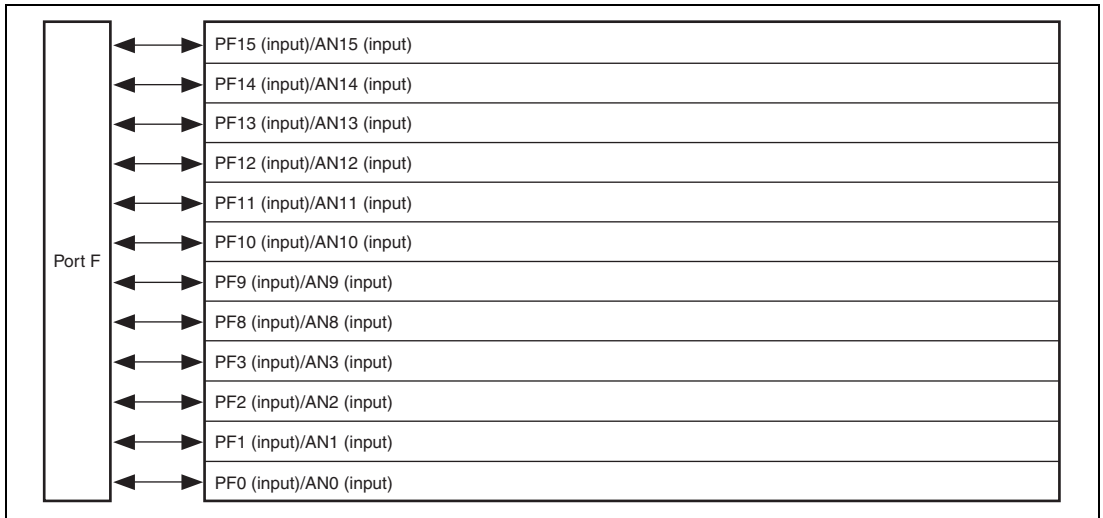 Port F
PF15 (input)/AN15 (input)
PF14 (input)/AN14 (input)
PF13 (input)/AN13 (input)
PF12 (input)/AN12 (input)
PF11 (input)/AN11 (input)
PF10 (input)/AN10 (input)
PF9 (input)/AN9 (input)
PF8 (input)/AN8 (input)
PF3 (input)/AN3 (input)
PF2 (input)/AN2 (input)
PF1 (input)/AN1 (input)
PF0 (input)/AN0 (input)